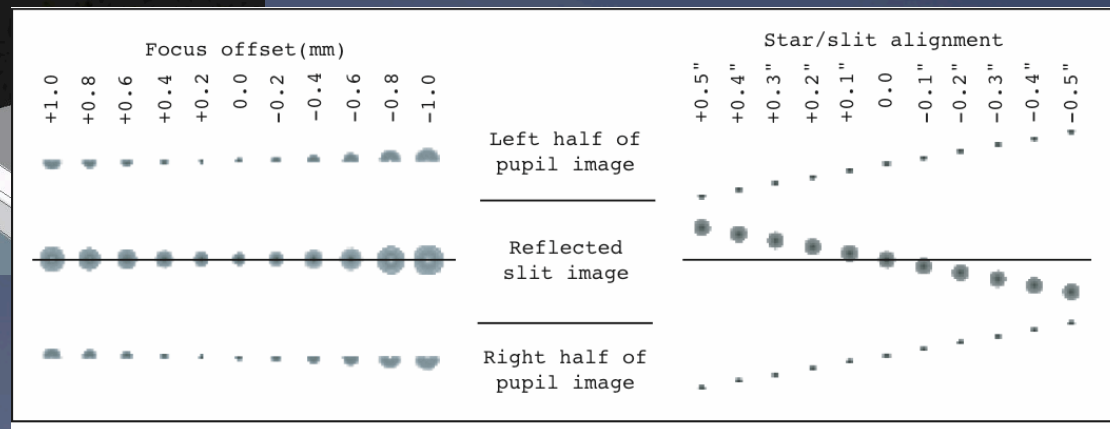 Focus offset(mm)
+1.0
+0.8
+0.6
+0.4
+0.2
0.0
-0.2
-0.4
-0.6
-0.8
-1.0
Left half of
pupil image
Reflected
slit image
Right half of
pupil image
Star/slit alignment
+0.5"
+0.4"
+0.3"
+0.2"
+0.1"
0.0
-0.1"
-0.2"
-0.3"
-0.4"
-0.5"